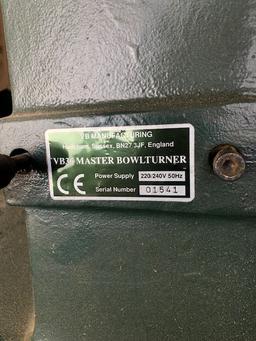 VB MANUFACTURING
Hailsham, Sussex, BN27 3JF, England
VB36 MASTER BOWLTURNER
CE
Power Supply 220/240V 50Hz
Serial Number 01541